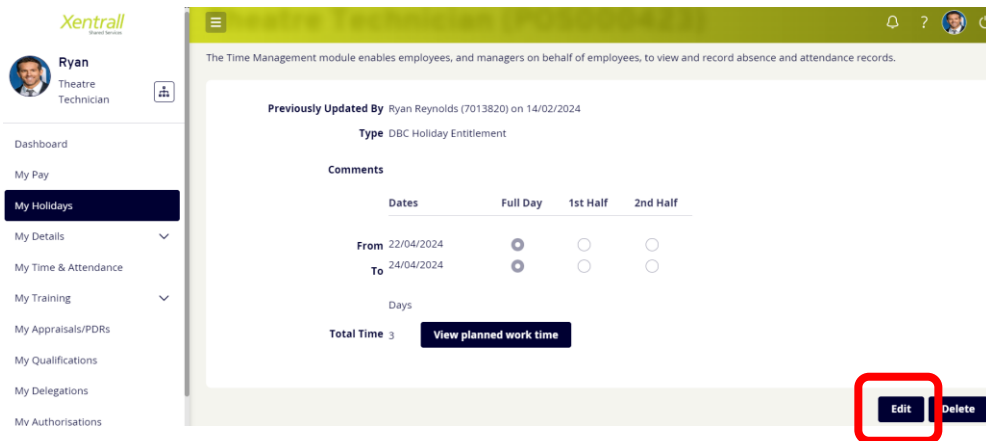 Xentrall
Shared Services
Theatre Technician (P
?
Ryan
Theatre
Technician
The Time Management module enables employees, and managers on behalf of employees, to view and record absence and attendance records.
Previously Updated By Ryan Reynolds (7013820) on 14/02/2024
Type DBC Holiday Entitlement
Comments
Dates Full Day 1st Half 2nd Half
From 22/04/2024
To 24/04/2024
Days
Total Time 3 View planned work time
Edit Delete
Dashboard
My Pay
My Holidays
My Details
My Time & Attendance
My Training
My Appraisals/PDRs
My Qualifications
My Delegations
My Authorisations